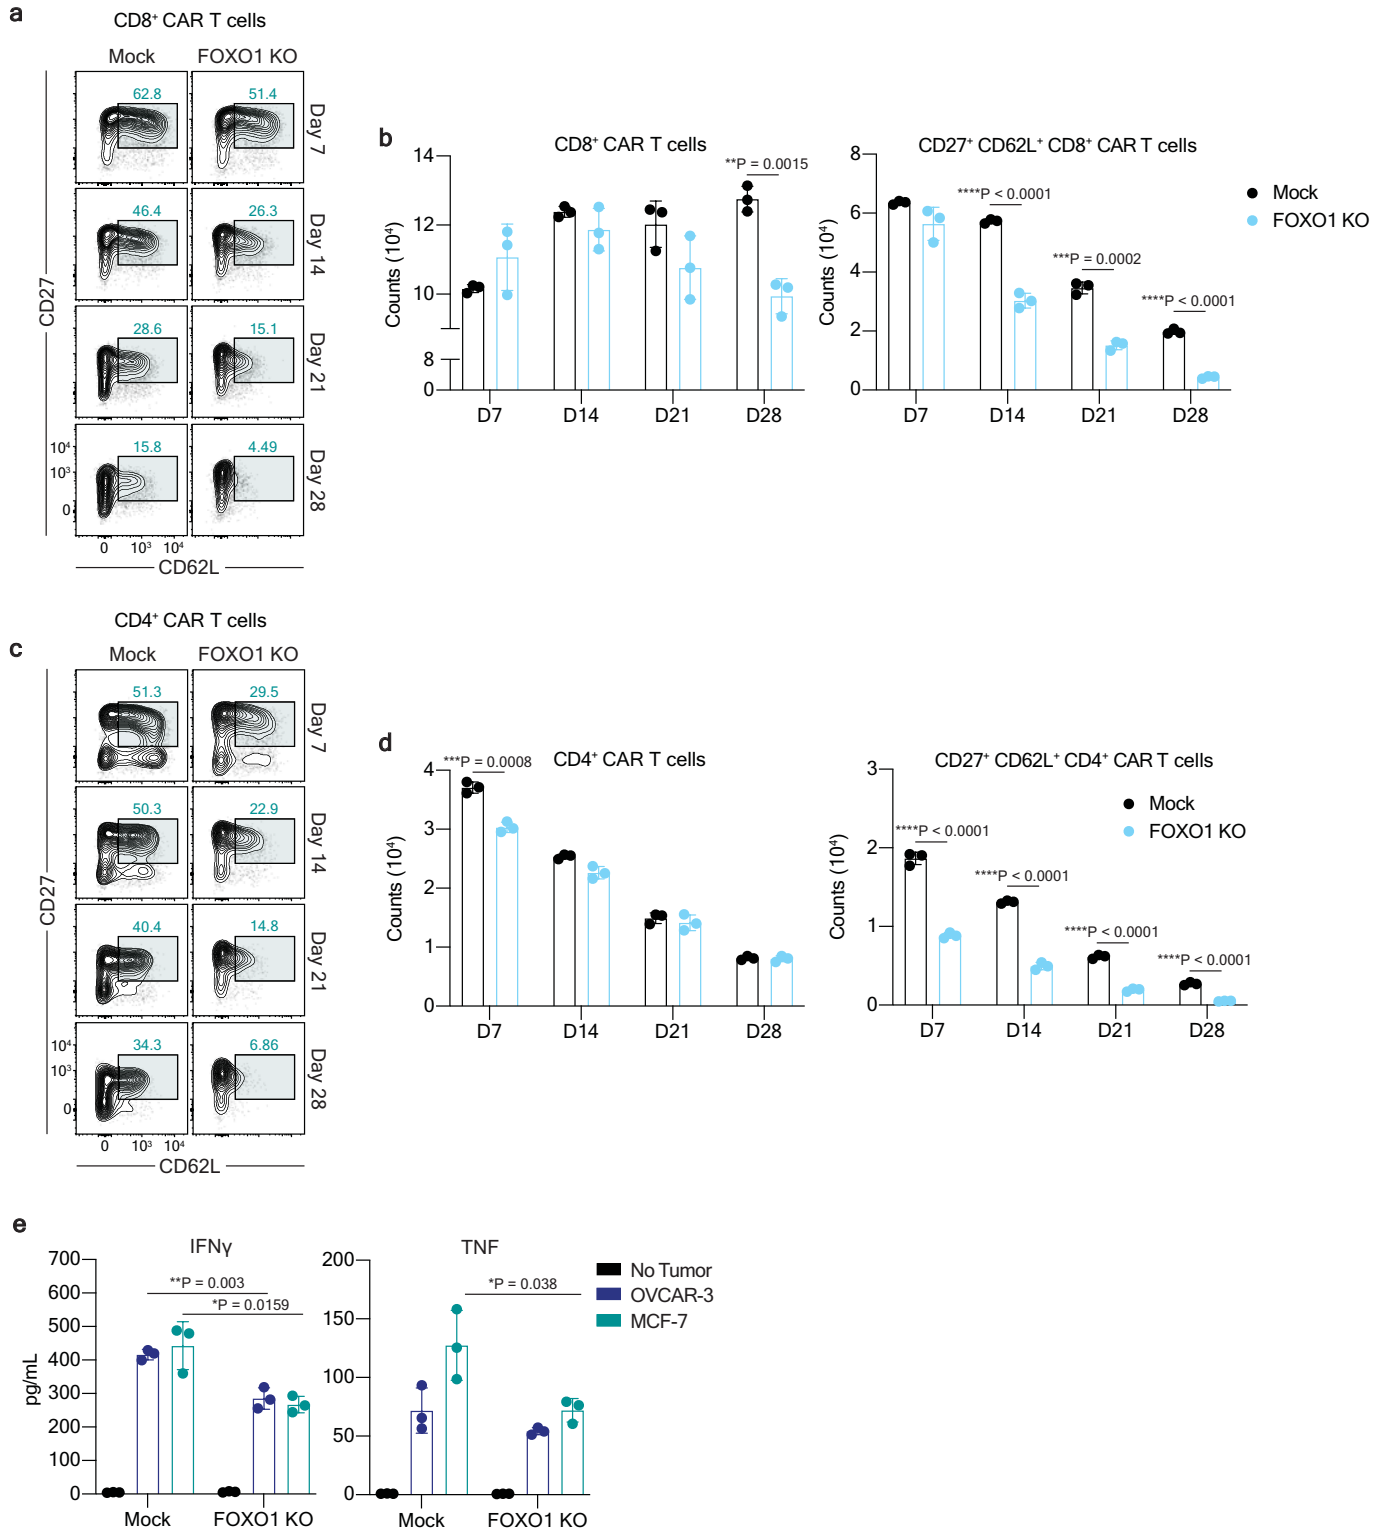 a
CD8⁺ CAR T cells
Mock FOXO1 KO
62.8 51.4
Day 7
46.4 26.3
Day 14
CD27
28.6 15.1
Day 21
15.8 4.49
Day 28
10⁴
10³
0
0 10³ 10⁴
CD62L
b
CD8⁺ CAR T cells
**P = 0.0015
Counts (10⁴)
14
12
10
8
0
D7 D14 D21 D28
CD27⁺ CD62L⁺ CD8⁺ CAR T cells
****P < 0.0001
***P = 0.0002
****P < 0.0001
Counts (10⁴)
8
6
4
2
0
D7 D14 D21 D28
Mock
FOXO1 KO
c
CD4⁺ CAR T cells
Mock FOXO1 KO
51.3 29.5
Day 7
50.3 22.9
Day 14
CD27
40.4 14.8
Day 21
34.3 6.86
Day 28
10⁴
10³
0
0 10³ 10⁴
CD62L
d
CD4⁺ CAR T cells
***P = 0.0008
Counts (10⁴)
4
3
2
1
0
D7 D14 D21 D28
CD27⁺ CD62L⁺ CD4⁺ CAR T cells
Mock
FOXO1 KO
****P < 0.0001
****P < 0.0001
****P < 0.0001
****P < 0.0001
Counts (10⁴)
3
2
1
0
D7 D14 D21 D28
e
IFNγ
**P = 0.003
*P = 0.0159
pg/mL
700
600
500
400
300
200
100
0
Mock FOXO1 KO
TNF
*P = 0.038
200
150
100
50
0
Mock FOXO1 KO
No Tumor
OVCAR-3
MCF-7